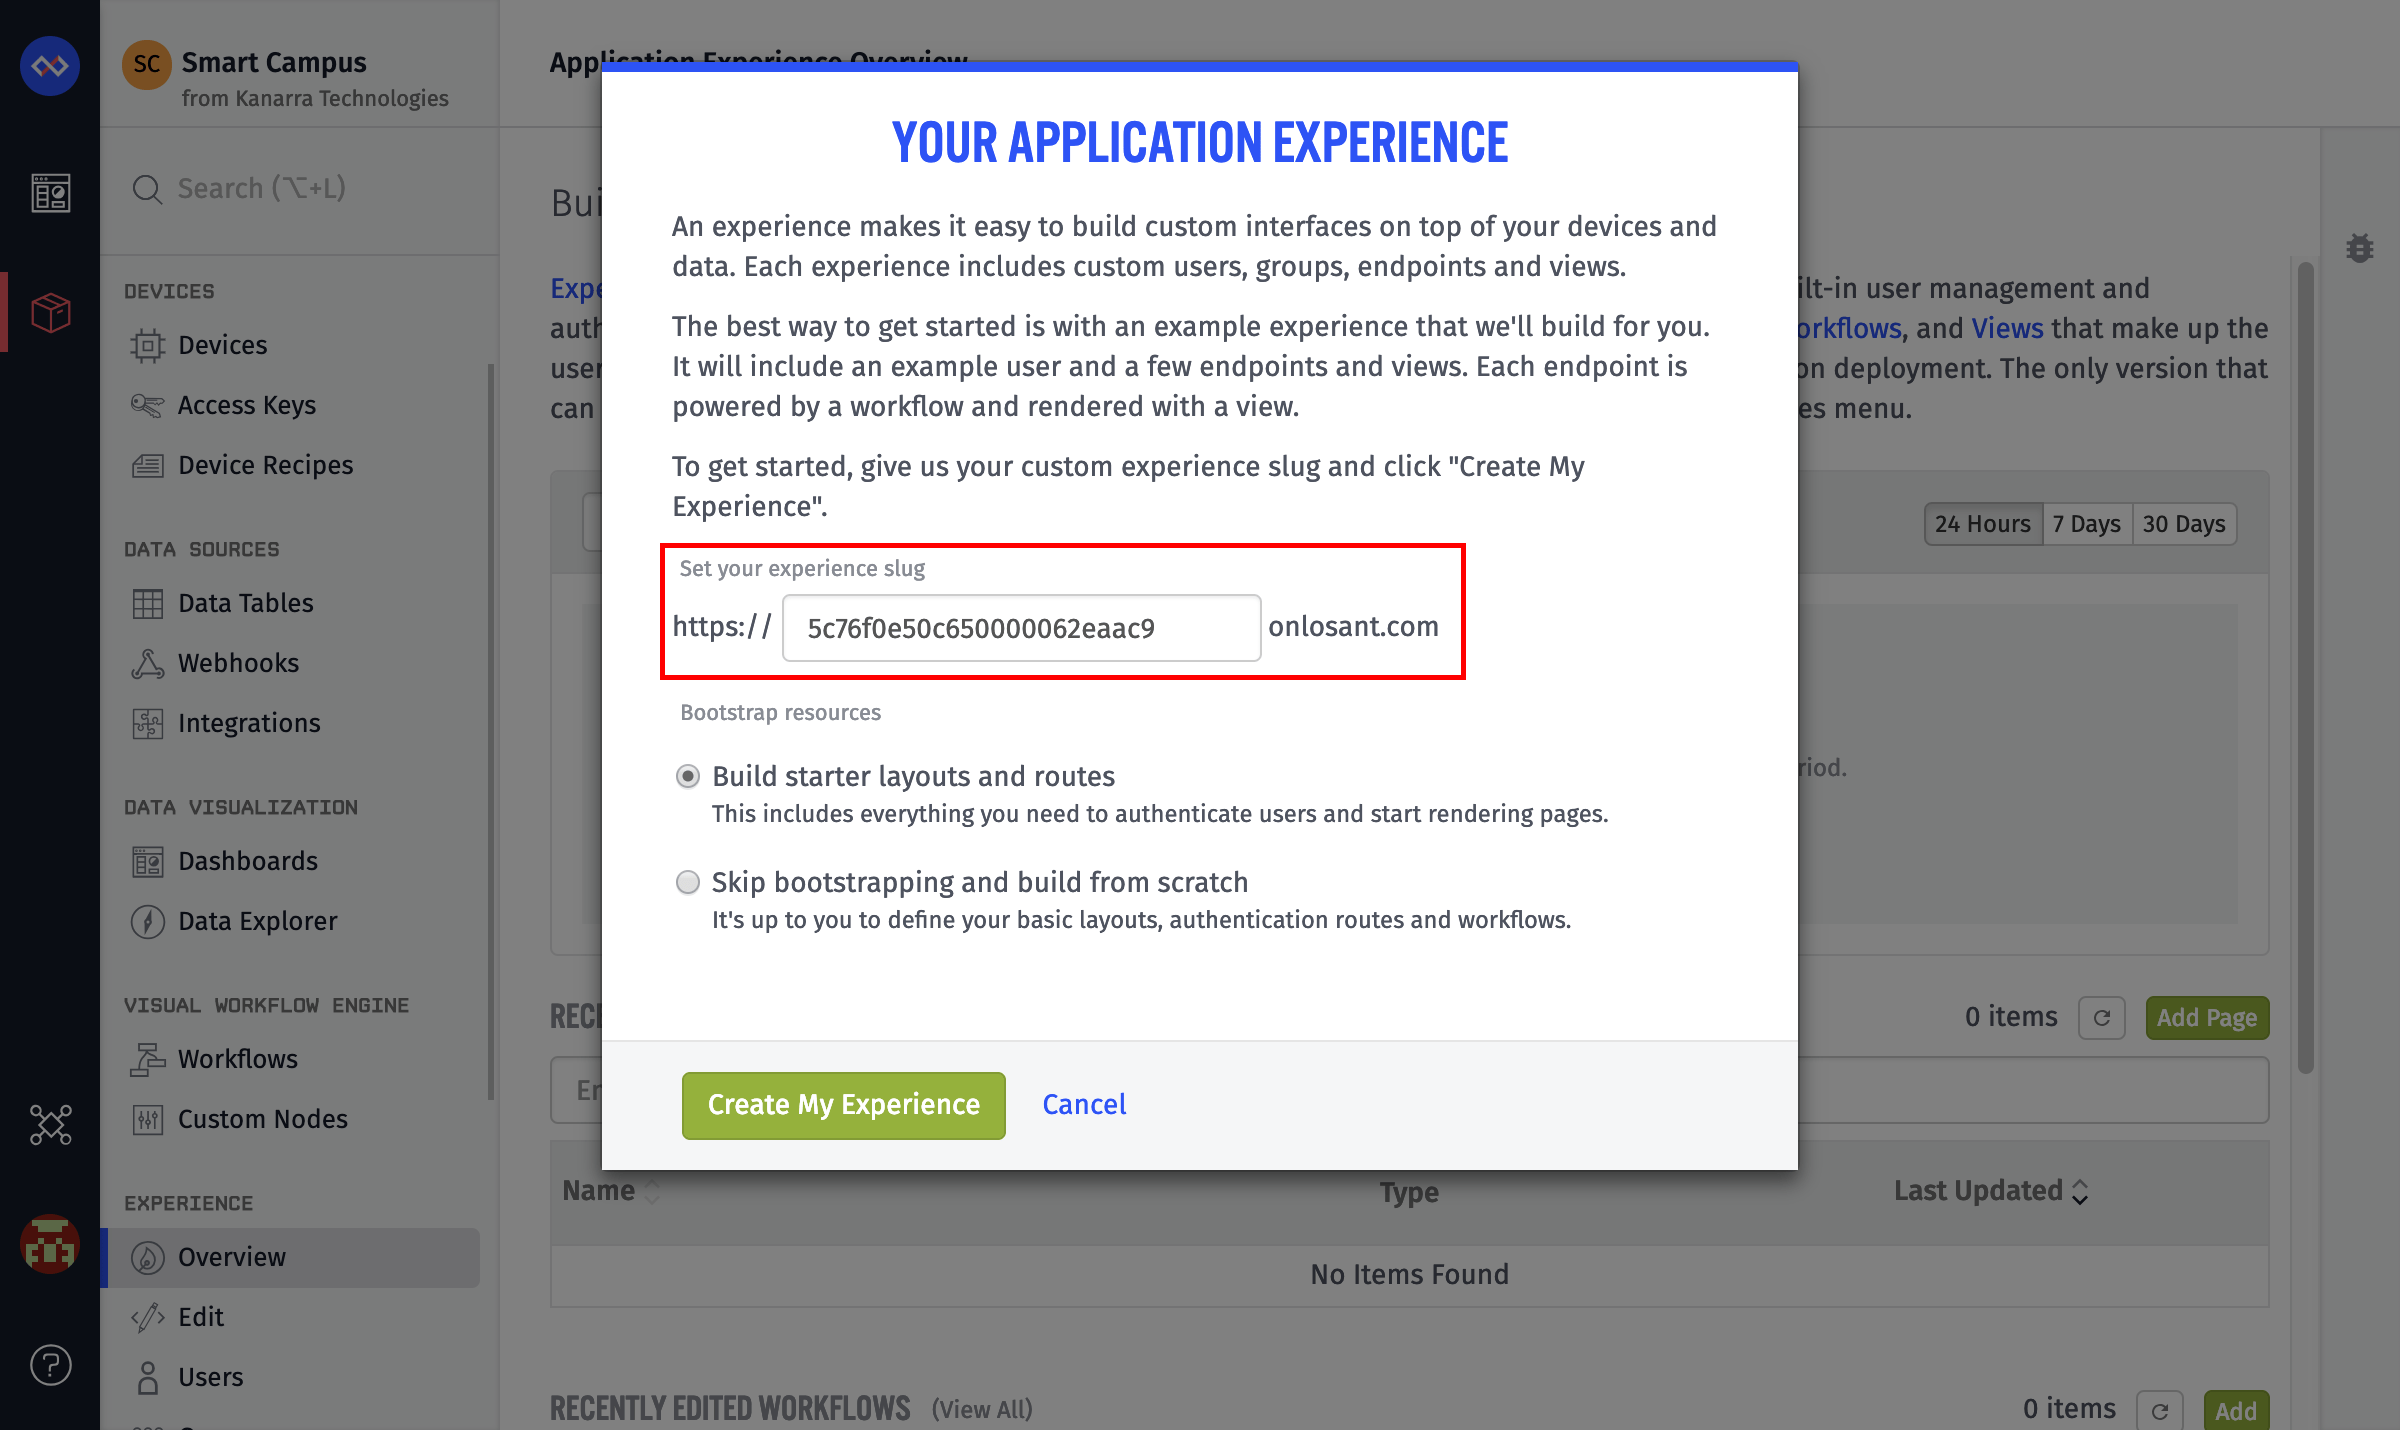 SC
Smart Campus
from Kanarra Technologies
Search (⌥+L)
DEVICES
Devices
Access Keys
Device Recipes
DATA SOURCES
Data Tables
Webhooks
Integrations
DATA VISUALIZATION
Dashboards
Data Explorer
VISUAL WORKFLOW ENGINE
Workflows
Custom Nodes
EXPERIENCE
Overview
Edit
Users
Application Experience Overview
YOUR APPLICATION EXPERIENCE
An experience makes it easy to build custom interfaces on top of your devices and
data. Each experience includes custom users, groups, endpoints and views.
The best way to get started is with an example experience that we'll build for you.
It will include an example user and a few endpoints and views. Each endpoint is
powered by a workflow and rendered with a view.
To get started, give us your custom experience slug and click "Create My
Experience".
Set your experience slug
https:// 5c76f0e50c650000062eaac9 onlosant.com
Bootstrap resources
Build starter layouts and routes
This includes everything you need to authenticate users and start rendering pages.
Skip bootstrapping and build from scratch
It's up to you to define your basic layouts, authentication routes and workflows.
Create My Experience Cancel
Bui
Expe
auth
user
can
ilt-in user management and
orkflows, and Views that make up the
on deployment. The only version that
es menu.
24 Hours 7 Days 30 Days
riod.
RECE
0 items Add Page
En
Name Type Last Updated
No Items Found
RECENTLY EDITED WORKFLOWS (View All)
0 items Add